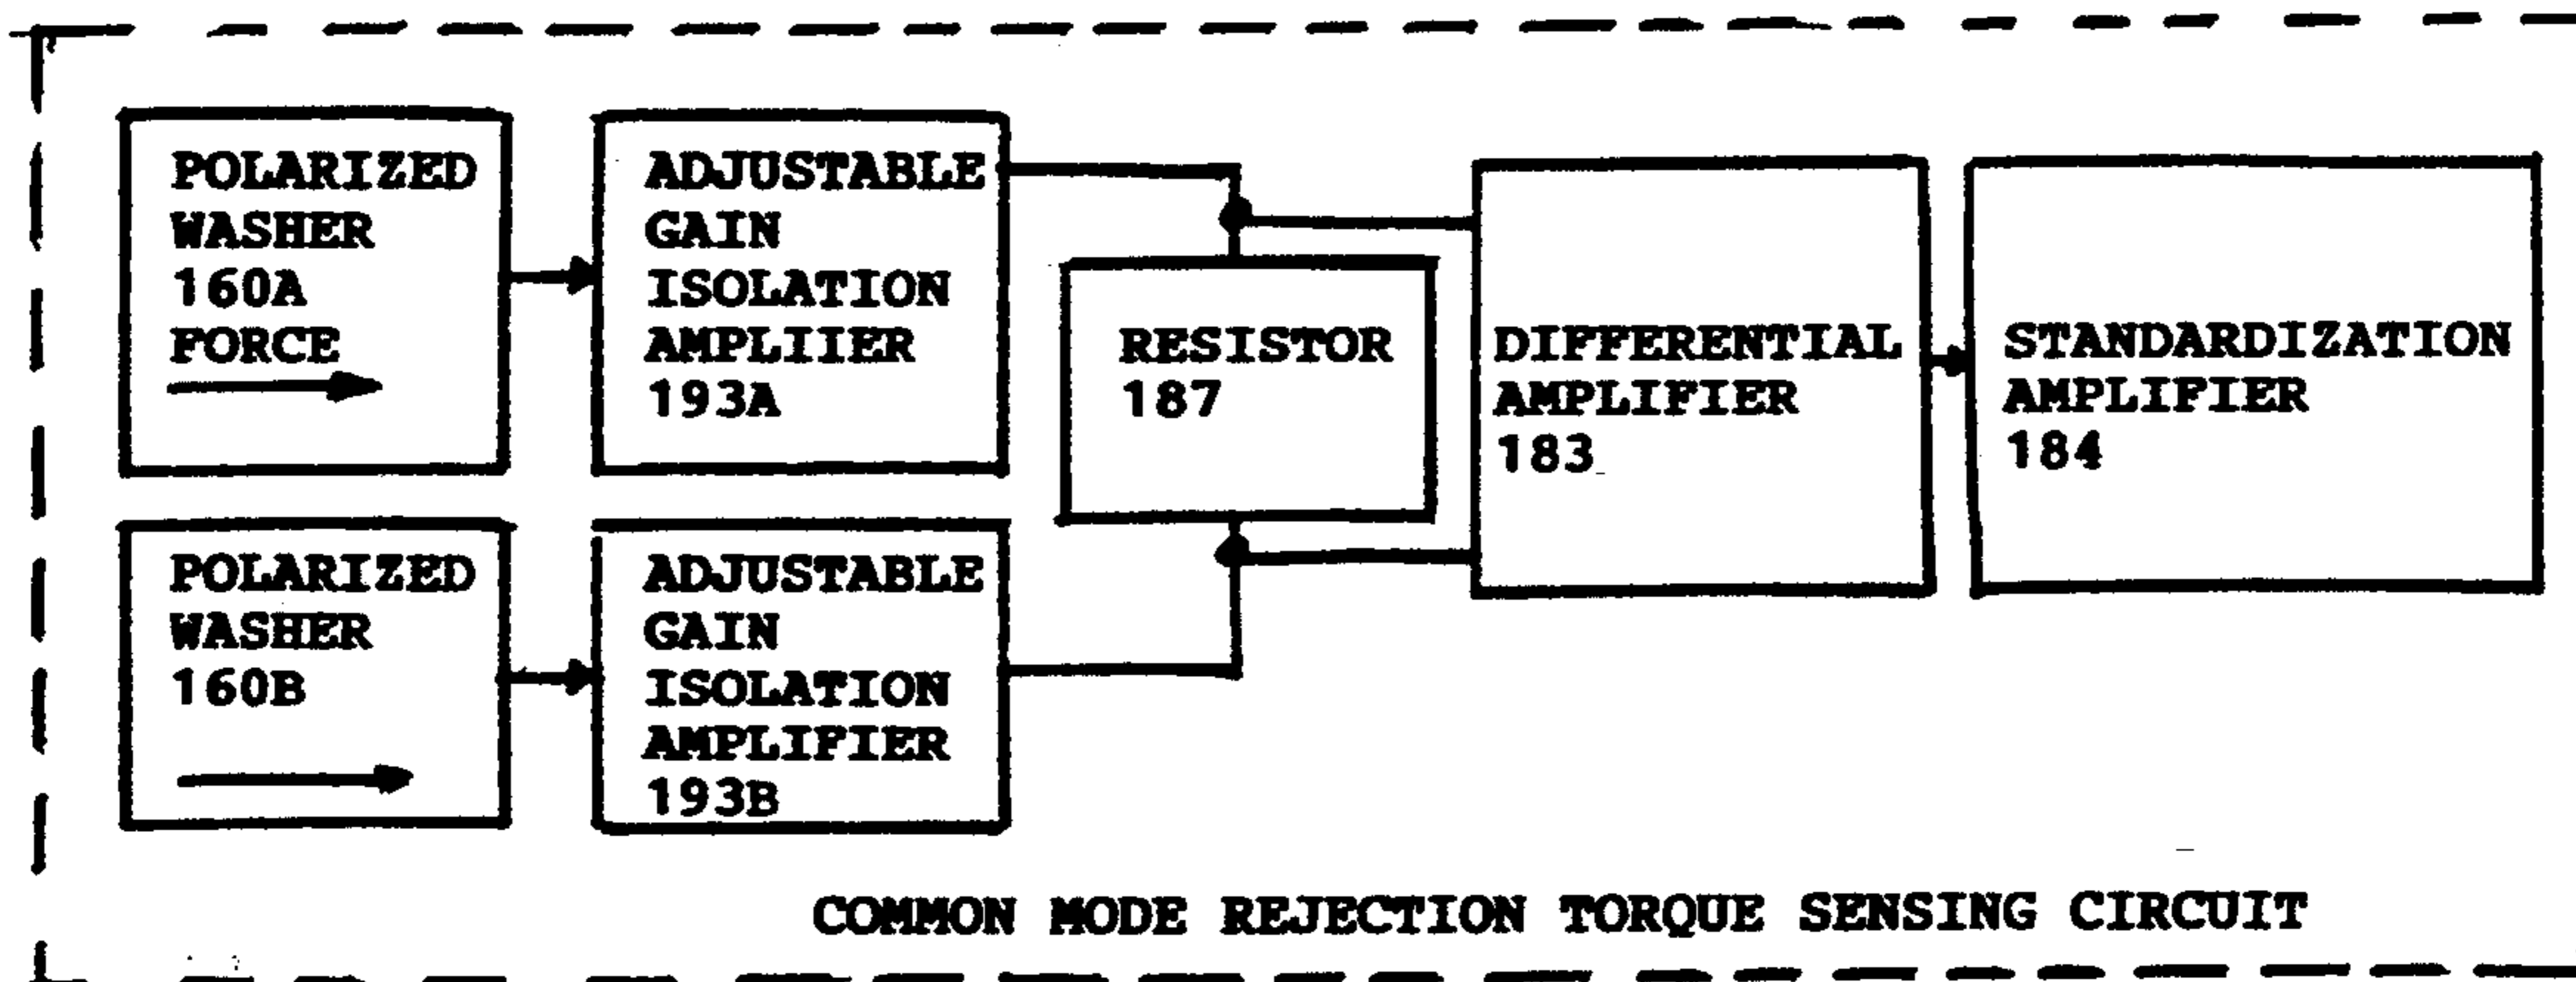 POLARIZED
WASHER
160A
FORCE
ADJUSTABLE
GAIN
ISOLATION
AMPLIIER
193A
RESISTOR
187
DIFFERENTIAL
AMPLIFIER
183
STANDARDIZATION
AMPLIFIER
184
POLARIZED
WASHER
160B
ADJUSTABLE
GAIN
ISOLATION
AMPLIFIER
193B
COMMON MODE REJECTION TORQUE SENSING CIRCUIT